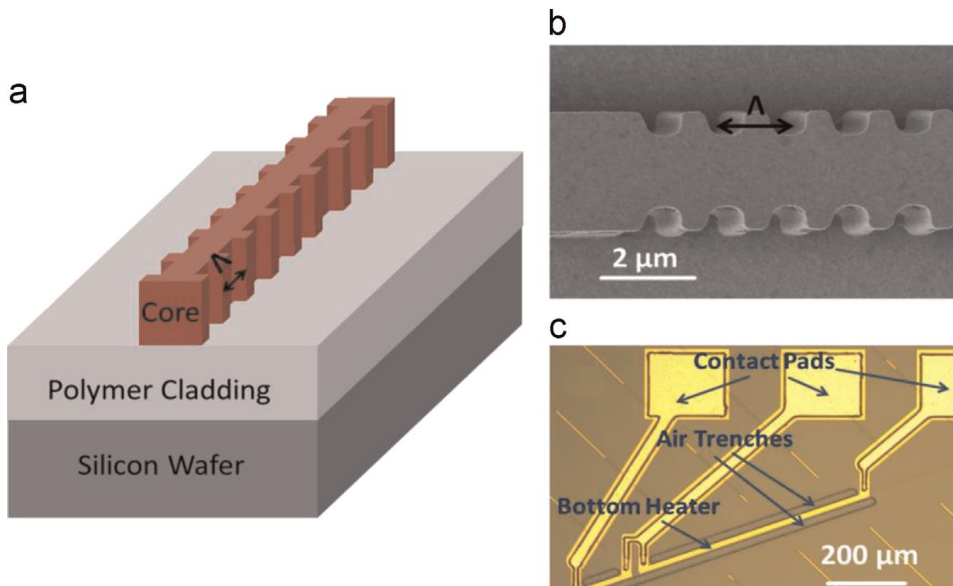 a
Λ
Core
Polymer Cladding
Silicon Wafer
b
Λ
2 μm
c
Contact Pads
Air Trenches
Bottom Heater
200 μm